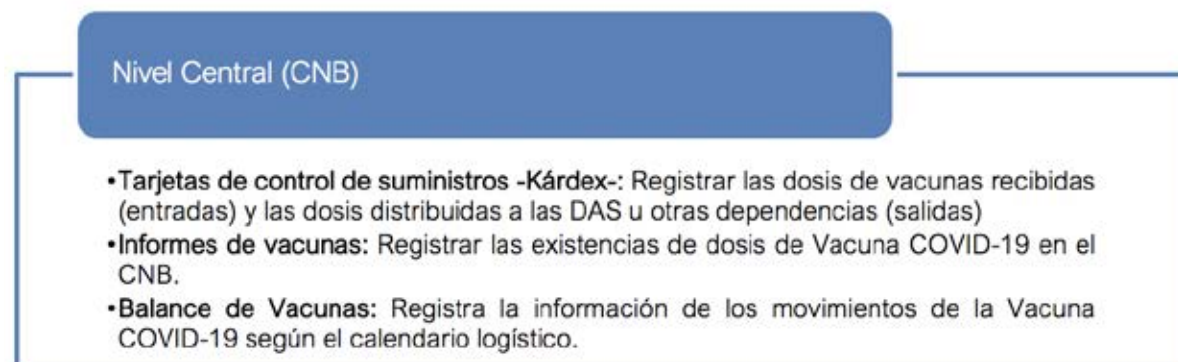 Nivel Central (CNB)
•Tarjetas de control de suministros -Kárdex-: Registrar las dosis de vacunas recibidas
(entradas) y las dosis distribuidas a las DAS u otras dependencias (salidas)
•Informes de vacunas: Registrar las existencias de dosis de Vacuna COVID-19 en el
CNB.
•Balance de Vacunas: Registra la información de los movimientos de la Vacuna
COVID-19 según el calendario logístico.